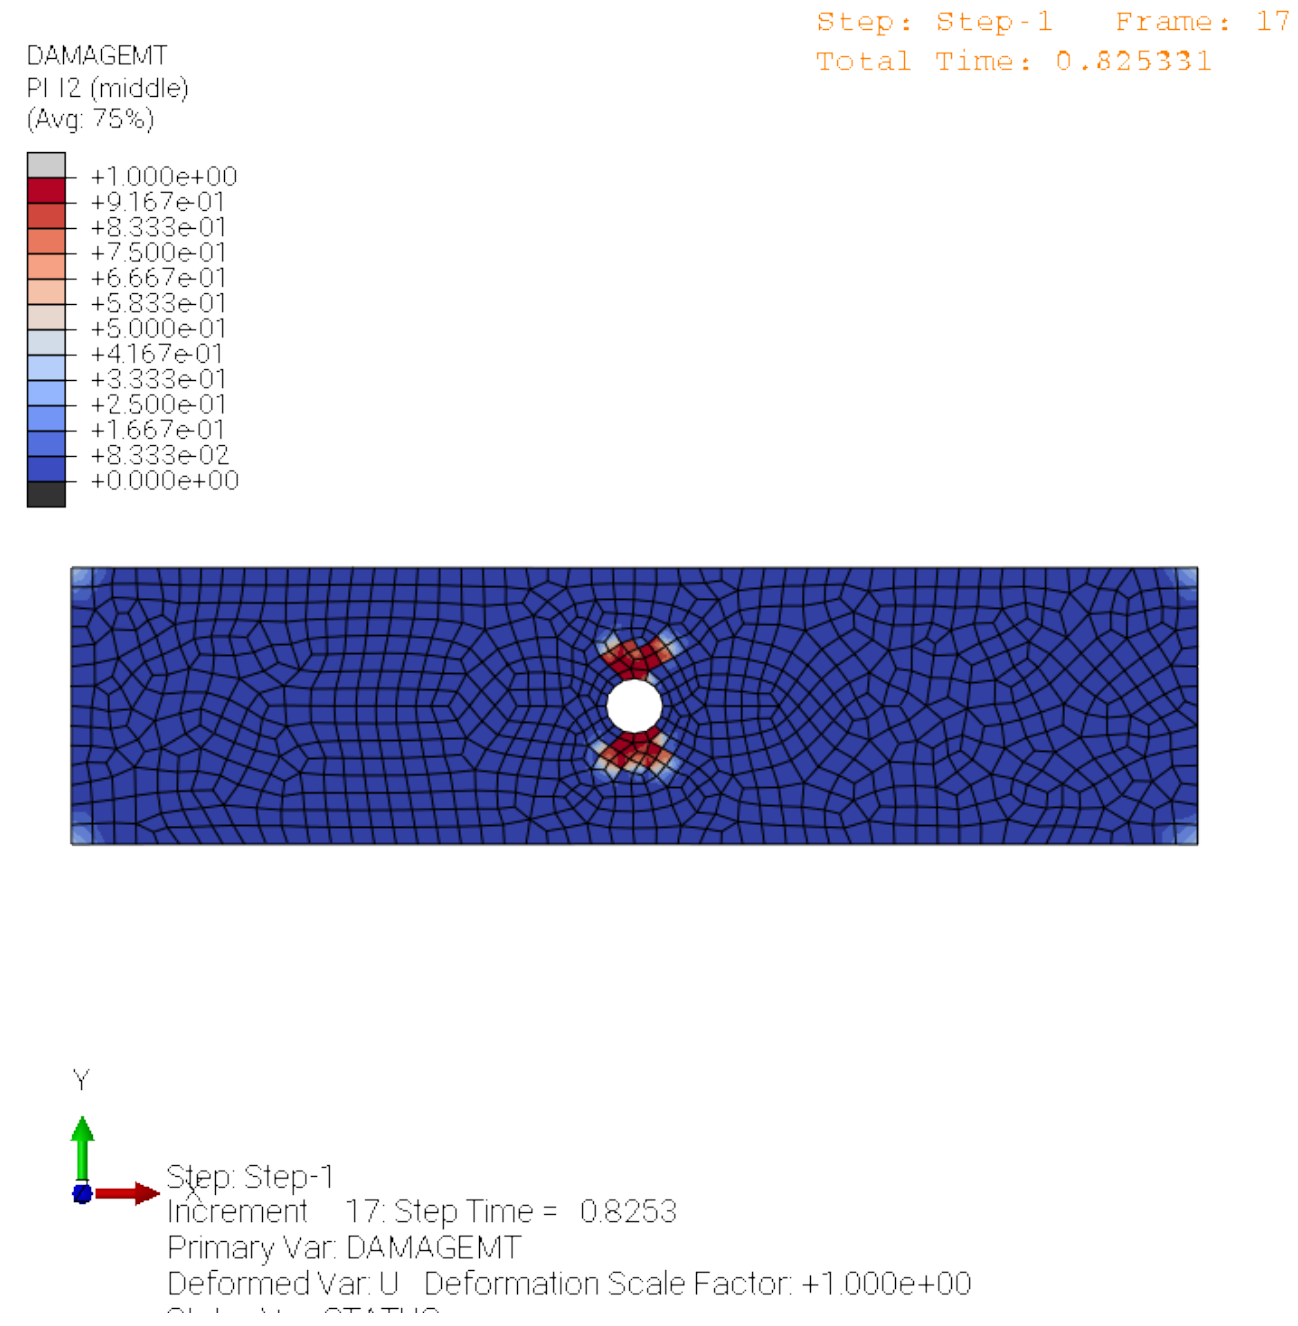 Step: Step-1 Frame: 17
Total Time: 0.825331
DAMAGEMT
(middle)
(Avg: 75%)
+1.000e+00
+9.167e-01
+8.333e-01
+7.500e-01
+6.667e-01
+5.833e-01
+5.000e-01
+4.167e-01
+3.333e-01
+2.500e-01
+1.667e-01
+8.333e-02
+0.000e+00
Y
X
Step: Step-1
Increment 17: Step Time = 0.8253
Primary Var: DAMAGEMT
Deformed Var: U Deformation Scale Factor: +1.000e+00